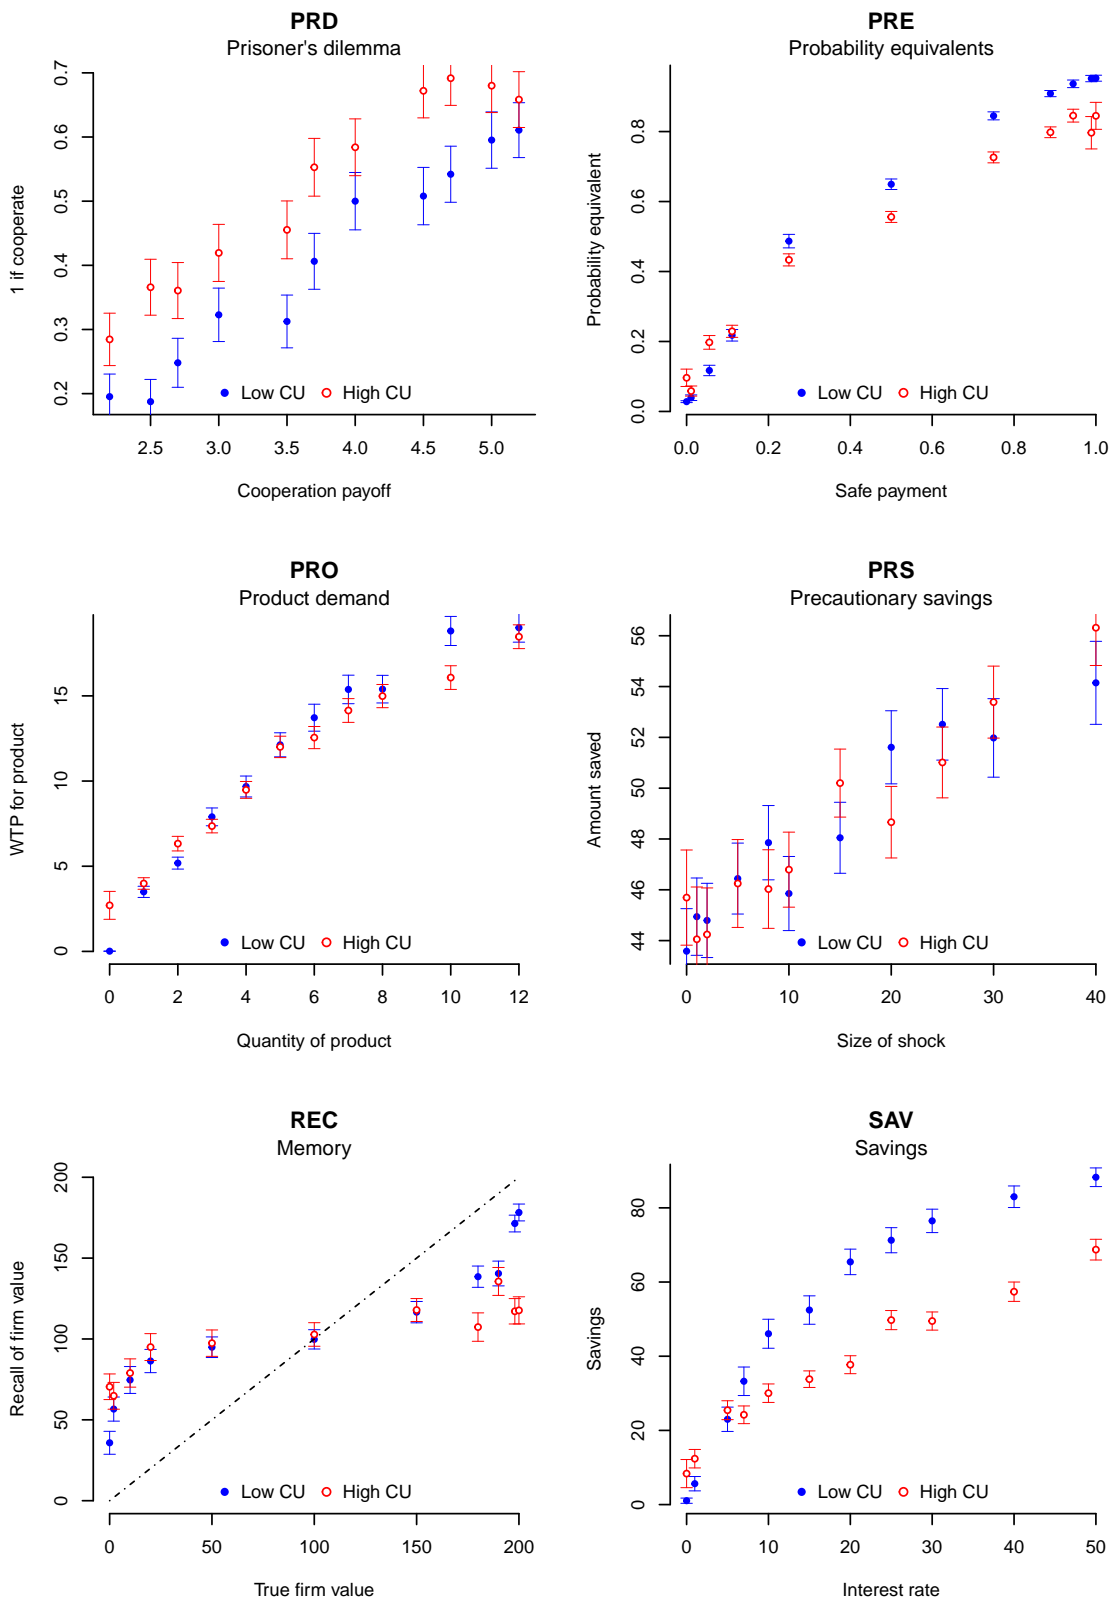 PRD
Prisoner's dilemma
1 if cooperate
0.7
0.6
0.5
0.4
0.3
0.2
Low CU High CU
2.5 3.0 3.5 4.0 4.5 5.0
Cooperation payoff
PRE
Probability equivalents
Probability equivalent
0.8
0.6
0.4
0.2
0.0
Low CU High CU
0.0 0.2 0.4 0.6 0.8 1.0
Safe payment
PRO
Product demand
WTP for product
15
10
5
0
Low CU High CU
0 2 4 6 8 10 12
Quantity of product
PRS
Precautionary savings
Amount saved
56
54
52
50
48
46
44
Low CU High CU
0 10 20 30 40
Size of shock
REC
Memory
Recall of firm value
200
150
100
50
0
Low CU High CU
0 50 100 150 200
True firm value
SAV
Savings
Savings
80
60
40
20
0
Low CU High CU
0 10 20 30 40 50
Interest rate